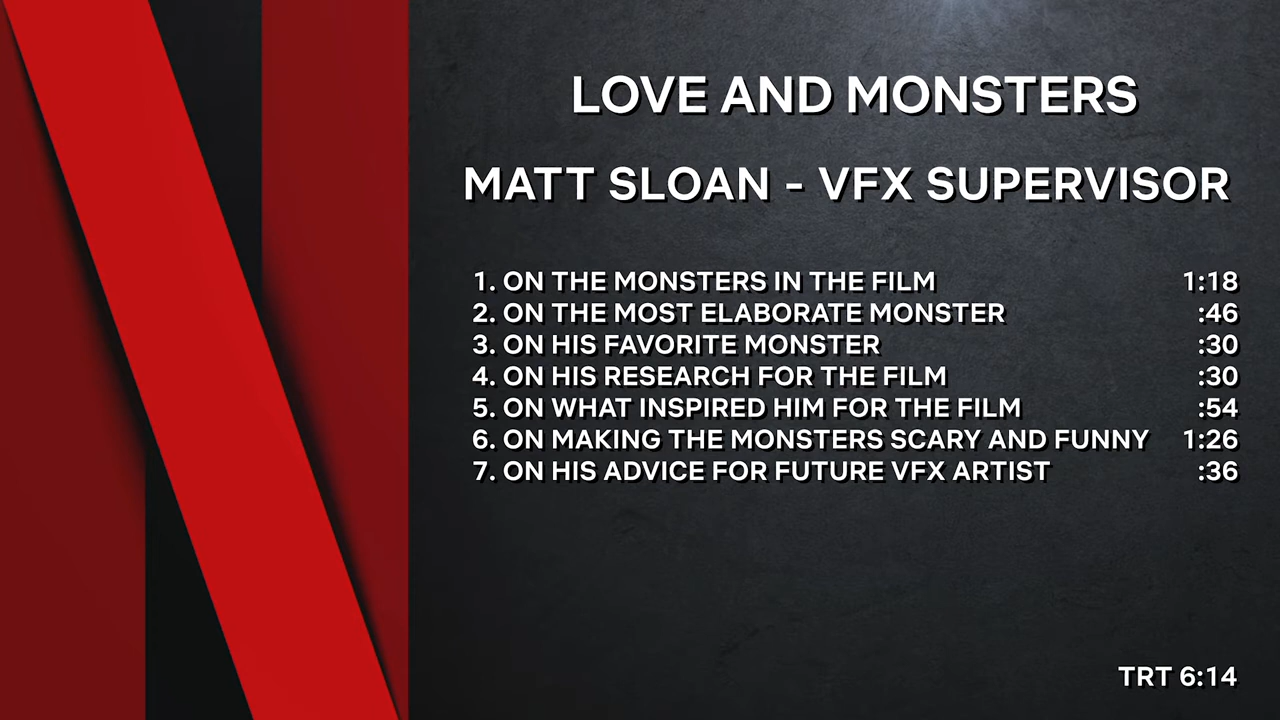 LOVE AND MONSTERS
MATT SLOAN - VFX SUPERVISOR
1. ON THE MONSTERS IN THE FILM 1:18
2. ON THE MOST ELABORATE MONSTER :46
3. ON HIS FAVORITE MONSTER :30
4. ON HIS RESEARCH FOR THE FILM :30
5. ON WHAT INSPIRED HIM FOR THE FILM :54
6. ON MAKING THE MONSTERS SCARY AND FUNNY 1:26
7. ON HIS ADVICE FOR FUTURE VFX ARTIST :36
TRT 6:14